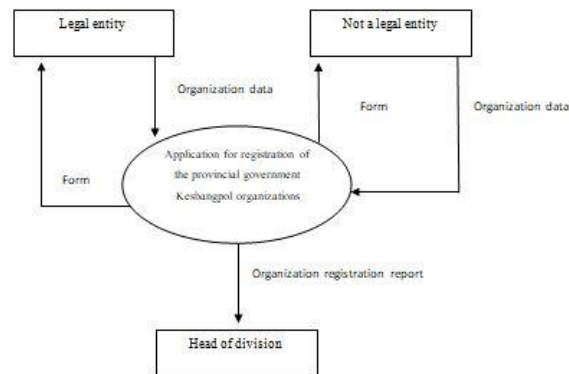 Legal entity
Not a legal entity
Organization data
Form
Organization data
Application for registration of
the provincial government
Kesbangpol organizations
Form
Organization registration report
Head of division